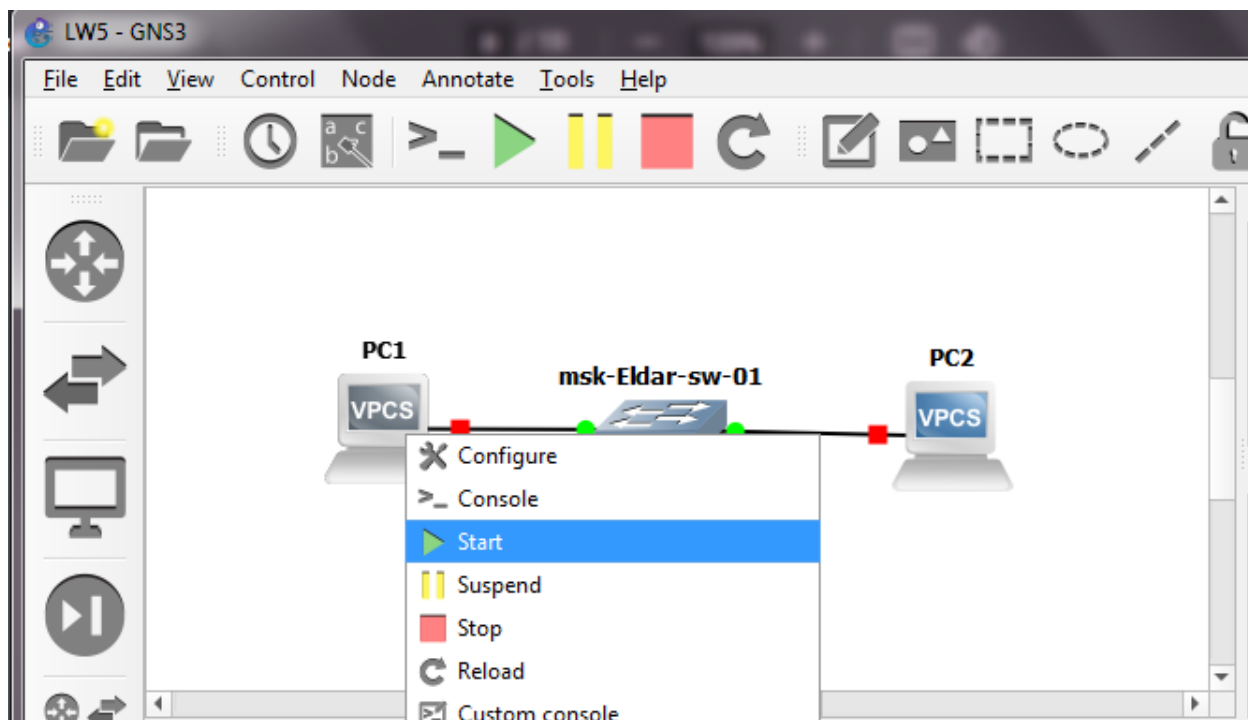 LW5 - GNS3
File Edit View Control Node Annotate Tools Help
a c
b
PC1
msk-Eldar-sw-01
PC2
VPCS
VPCS
Configure
Console
Start
Suspend
Stop
Reload
Custom console